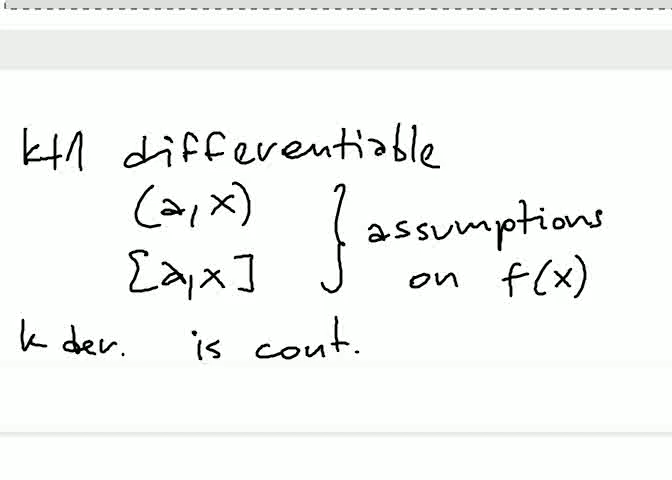 k+1 differentiable
(a,x)
[a,x]
} assumptions
on f(x)
k der. is cont.